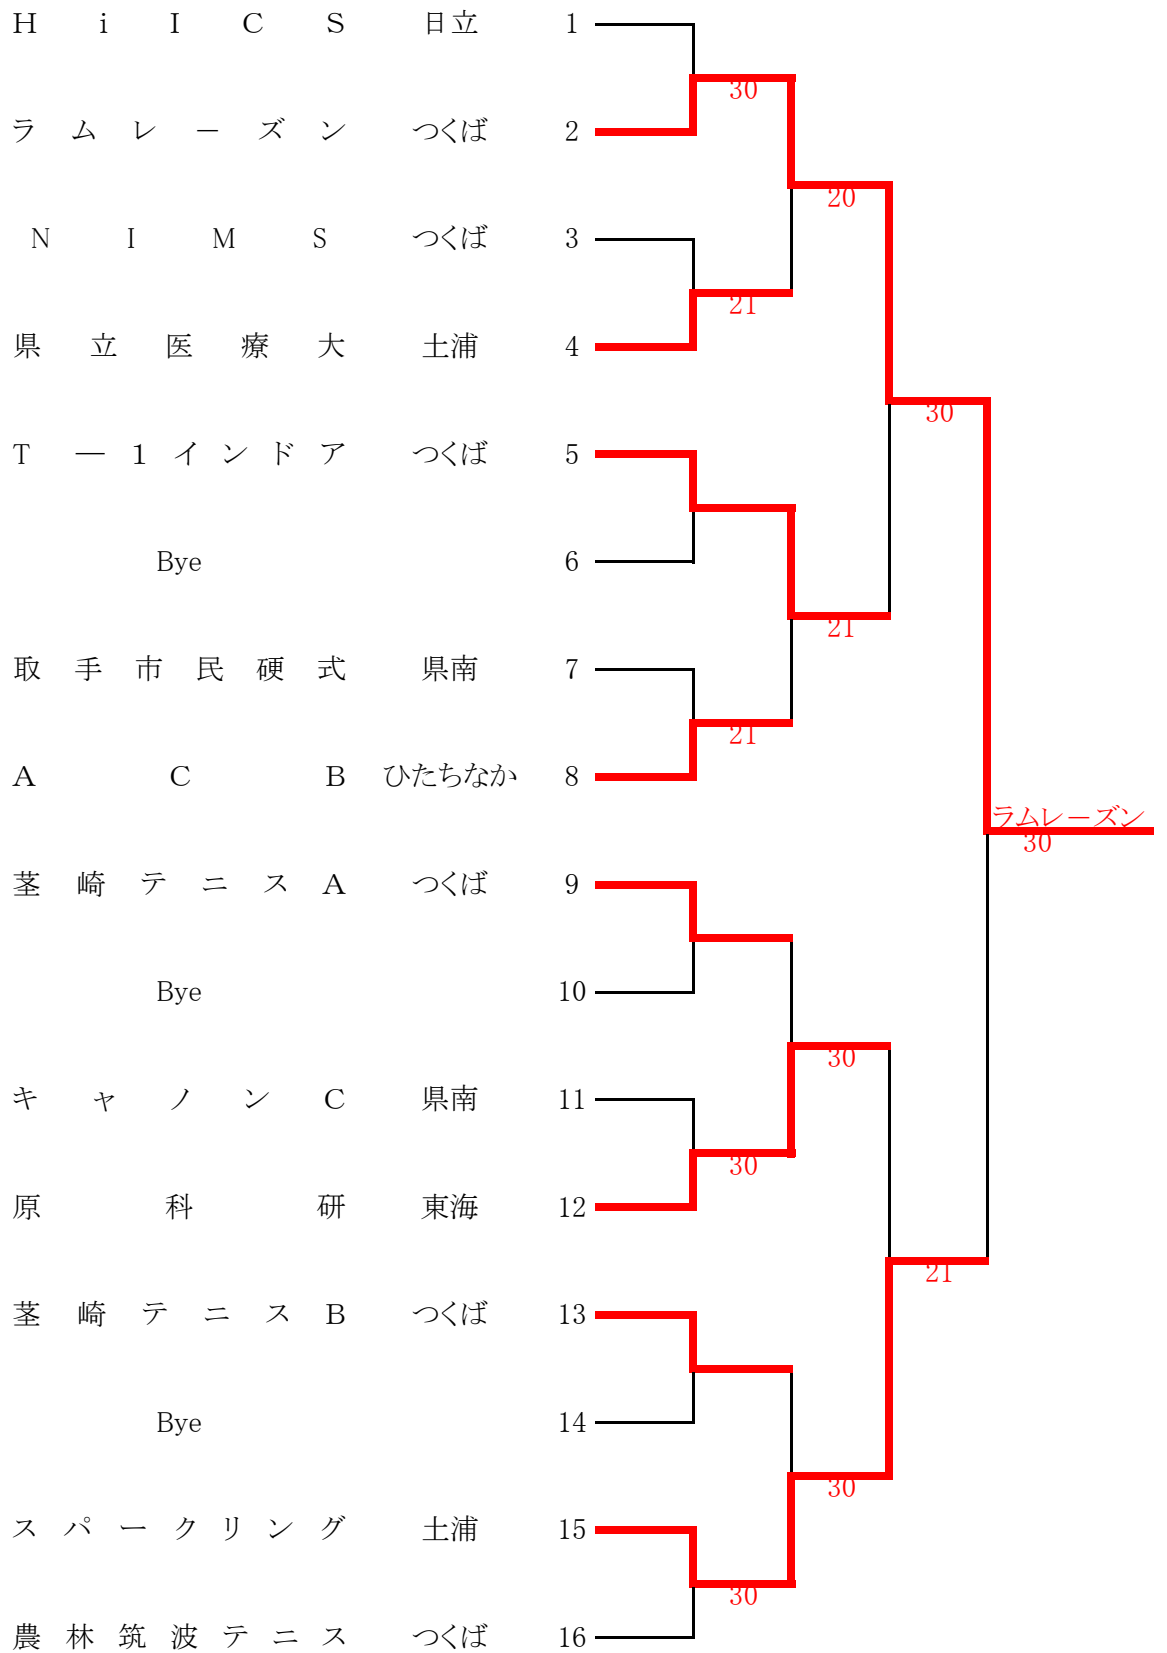 HiICS 日立 1
30
ラムレーズン つくば 2
20
NIMS つくば 3
21
県立医療大 土浦 4
30
T―1インドア つくば 5
Bye 6
21
取手市民硬式 県南 7
21
ACB ひたちなか 8
ラムレーズン
30
茎崎テニスA つくば 9
Bye 10
30
キャノンC 県南 11
30
原科研 東海 12
21
茎崎テニスB つくば 13
Bye 14
30
スパークリング 土浦 15
30
農林筑波テニス つくば 16